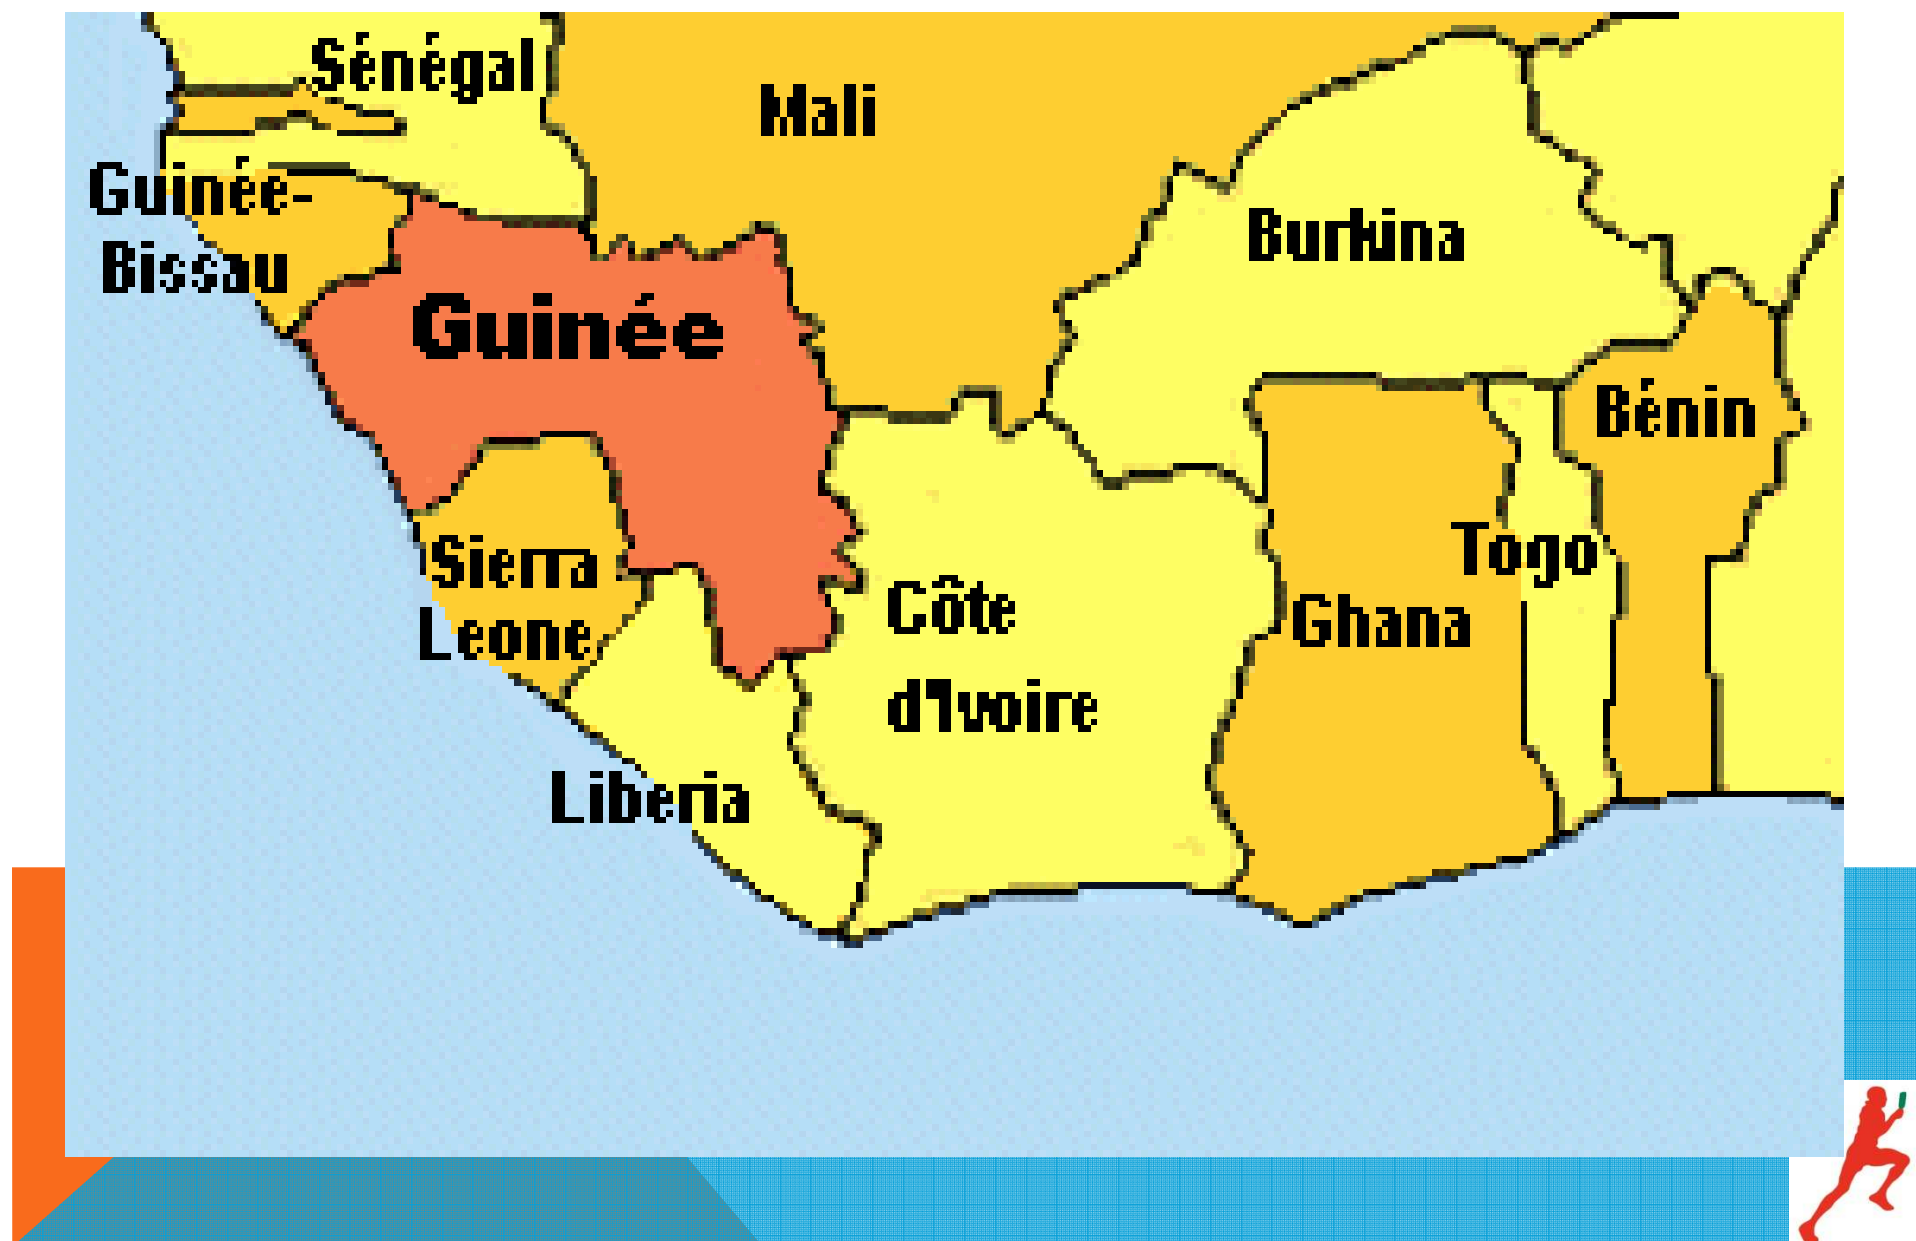 Sénégal
Mali
Guinée-
Bissau
Burkina
Guinée
Bénin
Sierra
Leone
Togo
Côte
d'Ivoire
Ghana
Liberia